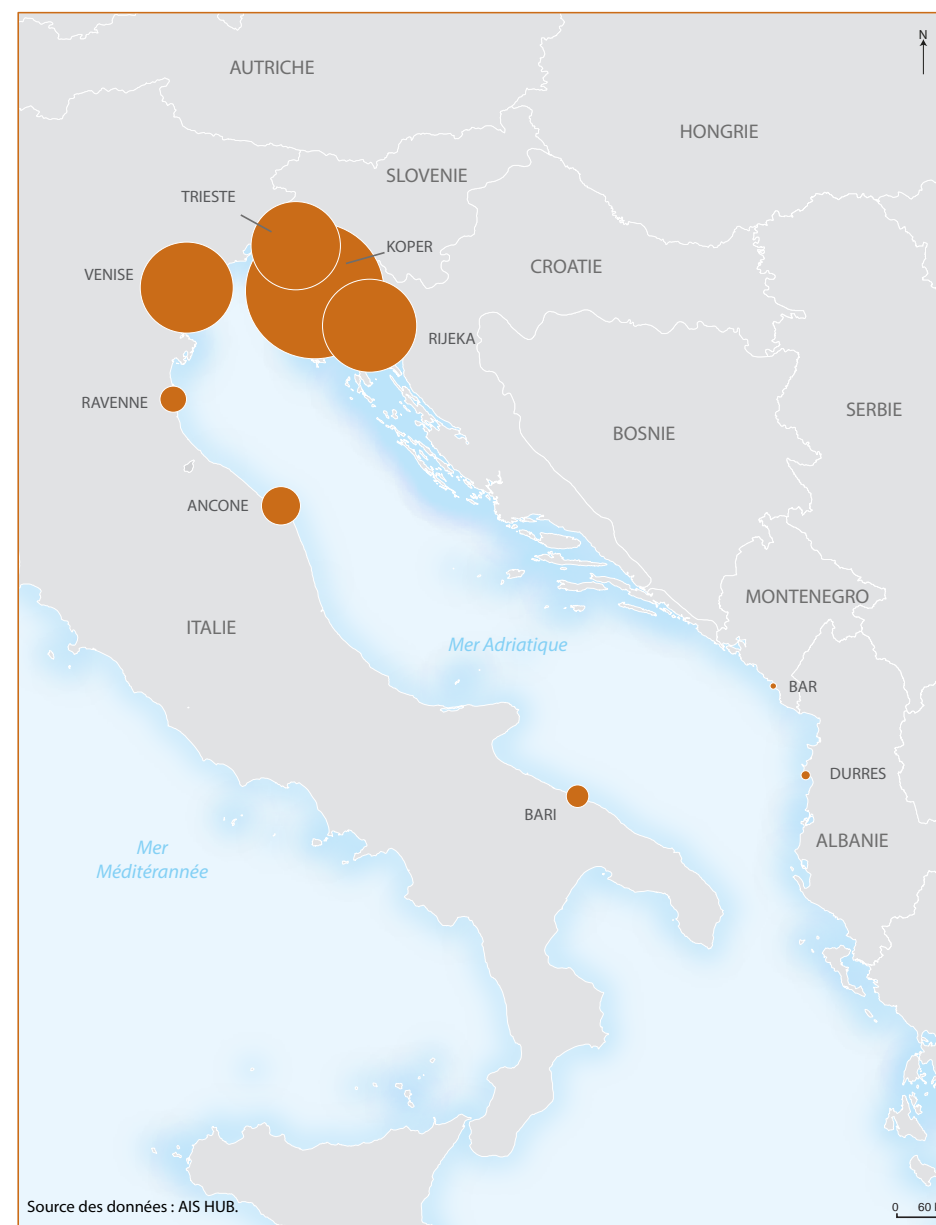 N
AUTRICHE
HONGRIE
SLOVENIE
TRIESTE
KOPER
VENISE
CROATIE
RIJEKA
RAVENNE
SERBIE
BOSNIE
ANCONE
MONTENEGRO
ITALIE
Mer Adriatique
BAR
DURRES
BARI
ALBANIE
Mer
Méditérannée
Source des données : AIS HUB.
0 60